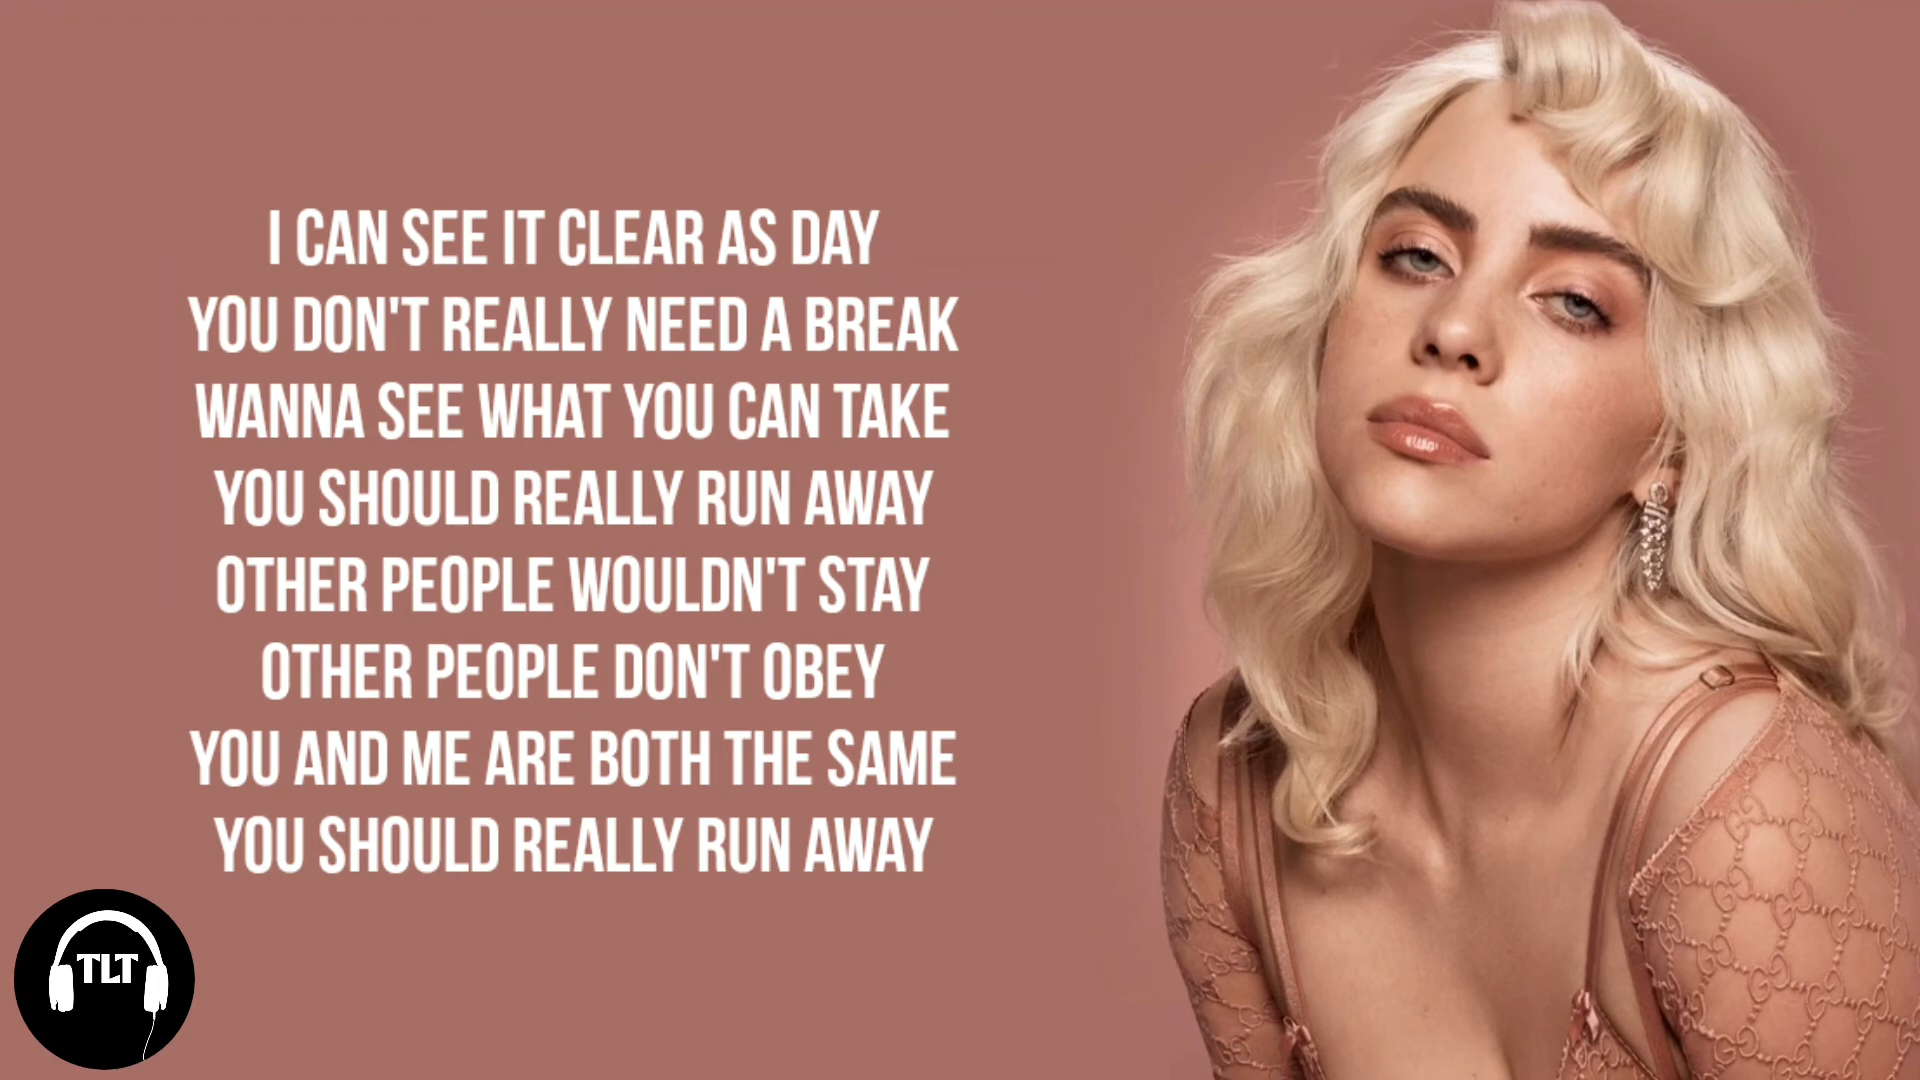 I CAN SEE IT CLEAR AS DAY
YOU DON'T REALLY NEED A BREAK
WANNA SEE WHAT YOU CAN TAKE
YOU SHOULD REALLY RUN AWAY
OTHER PEOPLE WOULDN'T STAY
OTHER PEOPLE DON'T OBEY
YOU AND ME ARE BOTH THE SAME
YOU SHOULD REALLY RUN AWAY
TLT